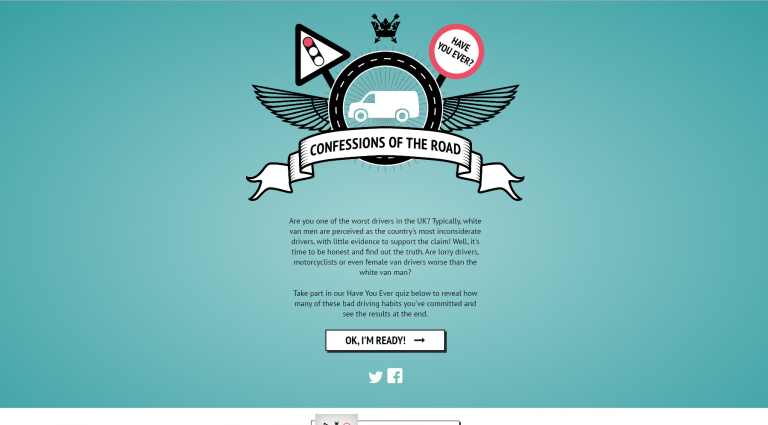 HAVE
YOU EVER?
CONFESSIONS OF THE ROAD
Are you one of the worst drivers in the UK? Typically, white
van men are perceived as the country's most inconsiderate
drivers, with little evidence to support the claim! Well, it's
time to be honest and find out the truth. Are lorry drivers,
motorcyclists or even female van drivers worse than the
white van man?
Take part in our Have You Ever quiz below to reveal how
many of these bad driving habits you've committed and
see the results at the end.
OK, I'M READY!